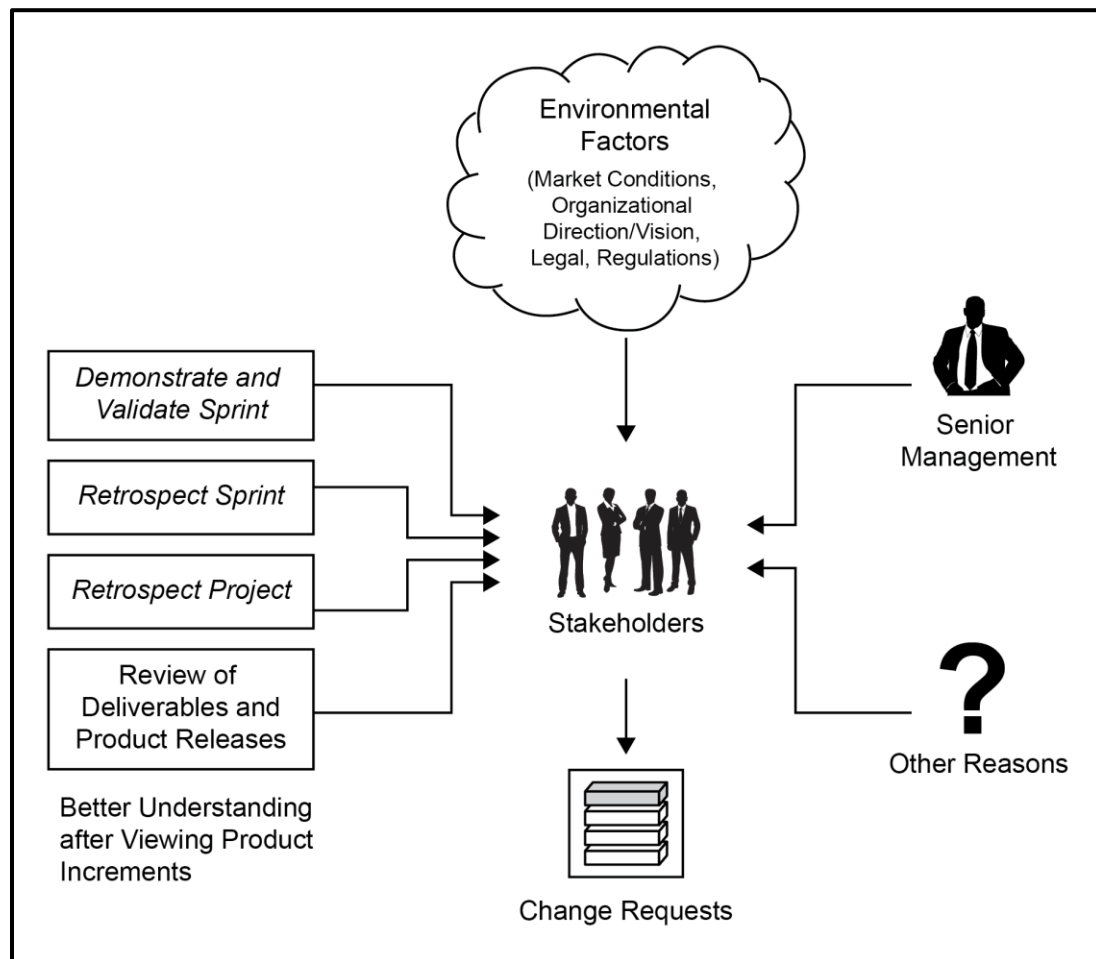 Environmental
Factors
(Market Conditions,
Organizational
Direction/Vision,
Legal, Regulations)
Demonstrate and
Validate Sprint
Retrospect Sprint
Retrospect Project
Review of
Deliverables and
Product Releases
Better Understanding
after Viewing Product
Increments
Stakeholders
Change Requests
Senior
Management
?
Other Reasons